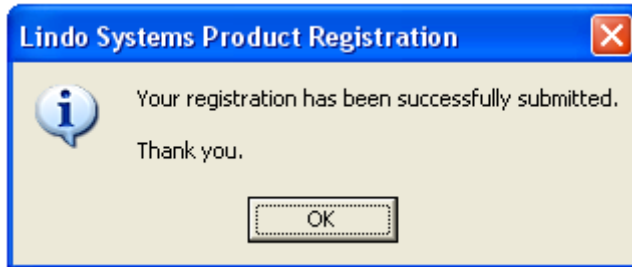 Lindo Systems Product Registration
Your registration has been successfully submitted.
Thank you.
OK